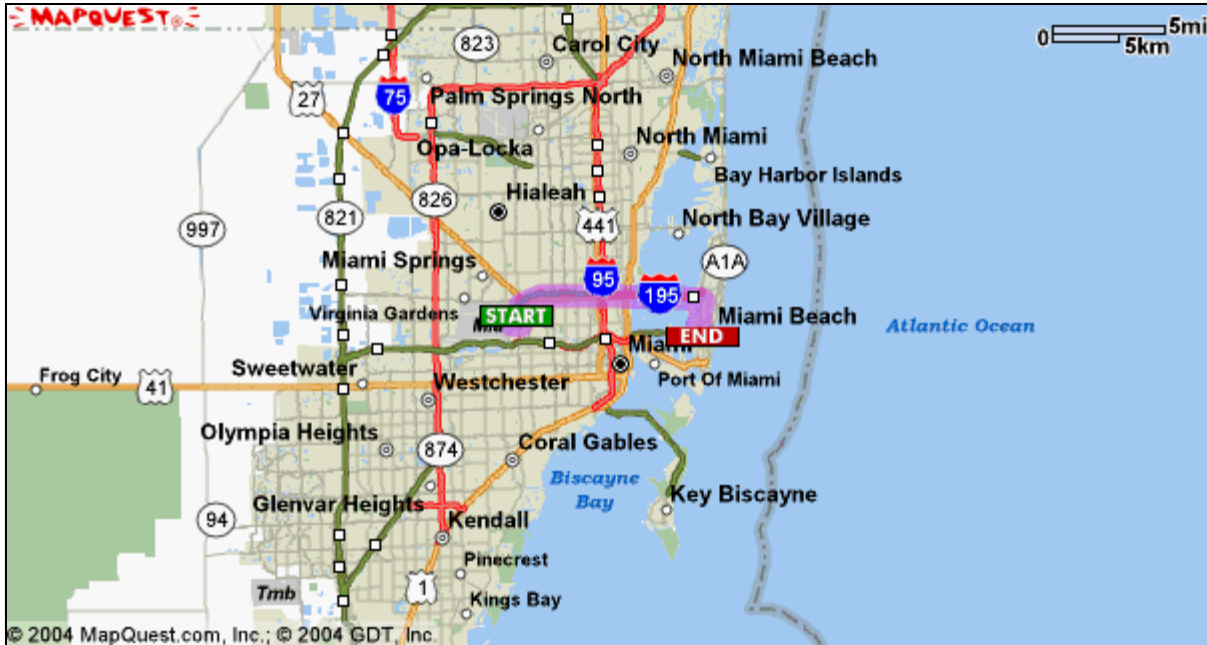 MAPQUEST
823
Carol City
0
5mi
5km
North Miami Beach
27
75
Palm Springs North
Opa-Locka
North Miami
Bay Harbor Islands
Hialeah
826
821
997
441
North Bay Village
Miami Springs
95
195
A1A
Virginia Gardens
START
Mia
Miami Beach
END
Atlantic Ocean
Miami
Sweetwater
Frog City
41
Westchester
Port Of Miami
Olympia Heights
874
Coral Gables
Biscayne
Bay
Glenvar Heights
Key Biscayne
94
Kendall
Pinecrest
Tmb
1
Kings Bay
© 2004 MapQuest.com, Inc.; © 2004 GDT, Inc.